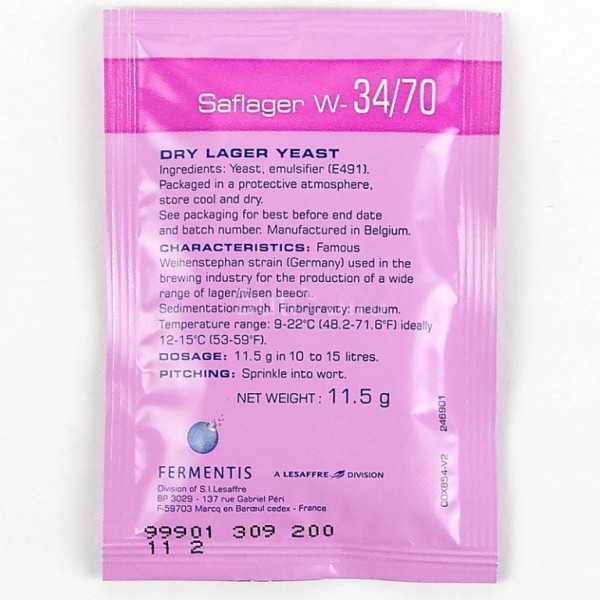 Saflager W-34/70
DRY LAGER YEAST
Ingredients: Yeast, emulsifier (E491).
Packaged in a protective atmosphere,
store cool and dry.
See packaging for best before end date
and batch number. Manufactured in Belgium.
CHARACTERISTICS: Famous
Weihenstephan strain (Germany) used in the
brewing industry for the production of a wide
range of lager/pilsen
Sedimentation: high. Final gravity: medium.
Temperature range: 9-22°C (48.2-71.6°F) ideally
12-15°C (53-59°F).
DOSAGE: 11.5 g in 10 to 15 litres.
PITCHING: Sprinkle into wort.
NET WEIGHT: 11.5 g
246901
COX854-V2
FERMENTIS
A LESAFFRE DIVISION
Division of S.I.Lesaffre
BP 3029 - 137 rue Gabriel Péri
F-59703 Marcq en Barœul cedex - France
99901 309 200
11 2